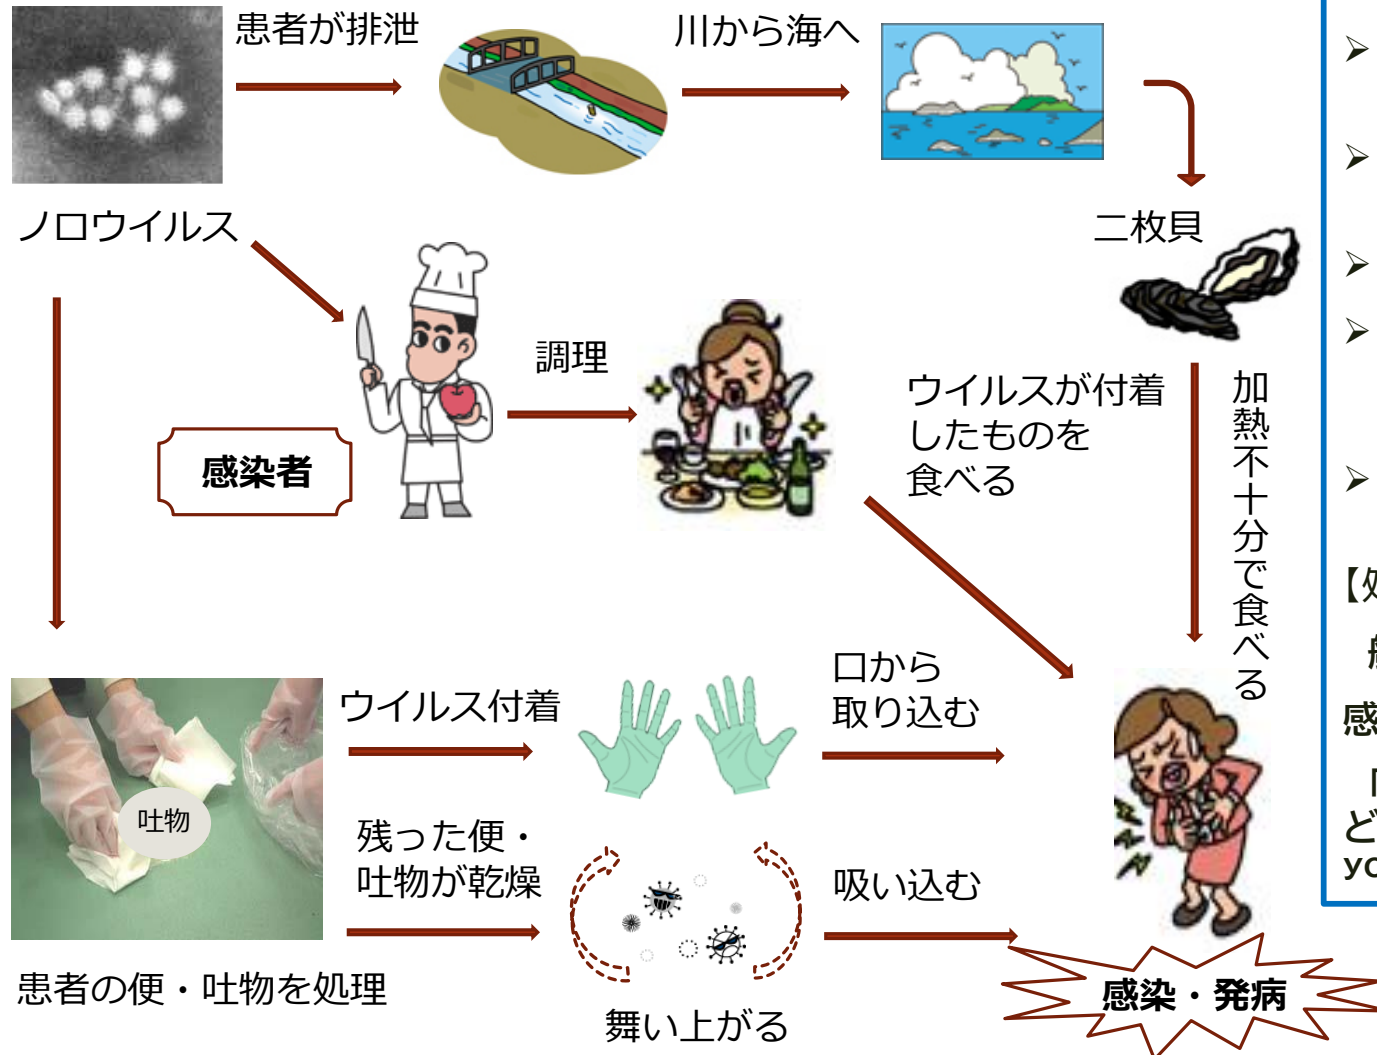 患者が排泄
川から海へ
ノロウイルス
二枚貝
調理
感染者
ウイルスが付着
したものを
食べる
加熱不十分で食べる
吐物
ウイルス付着
口から
取り込む
残った便・
吐物が乾燥
吸い込む
患者の便・吐物を処理
舞い上がる
感染・発病
感
ど